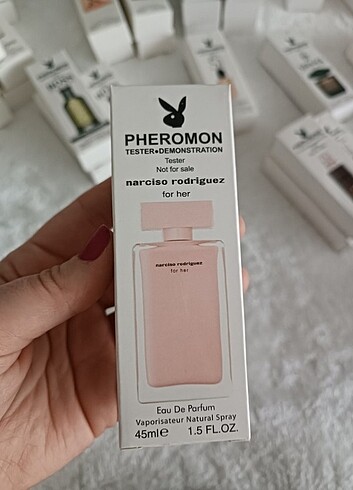 PHEROMON
TESTER●DEMONSTRATION
Tester
Not for sale
narciso rodriguez
for her
narciso rodriguez
for her
Eau De Parfum
Vaporisateur Natural Spray
45ml℮ 1.5 FL.OZ.